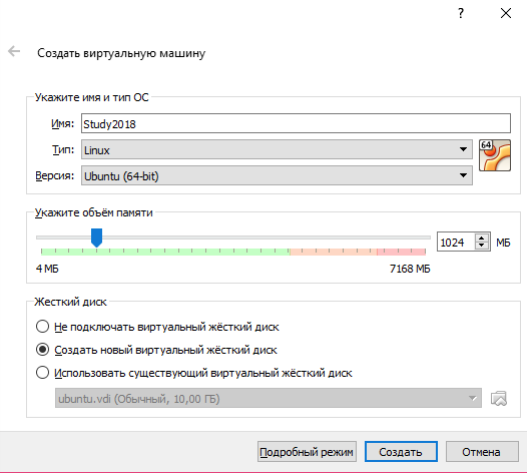 ?
Создать виртуальную машину
Укажите имя и тип ОС
Имя: Study2018
Тип: Linux
64
Версия: Ubuntu (64-bit)
Укажите объём памяти
1024 МБ
4 МБ 7168 МБ
Жесткий диск
Не подключать виртуальный жёсткий диск
Создать новый виртуальный жёсткий диск
Использовать существующий виртуальный жёсткий диск
ubuntu.vdi (Обычный, 10,00 ГБ)
Подробный режим Создать Отмена